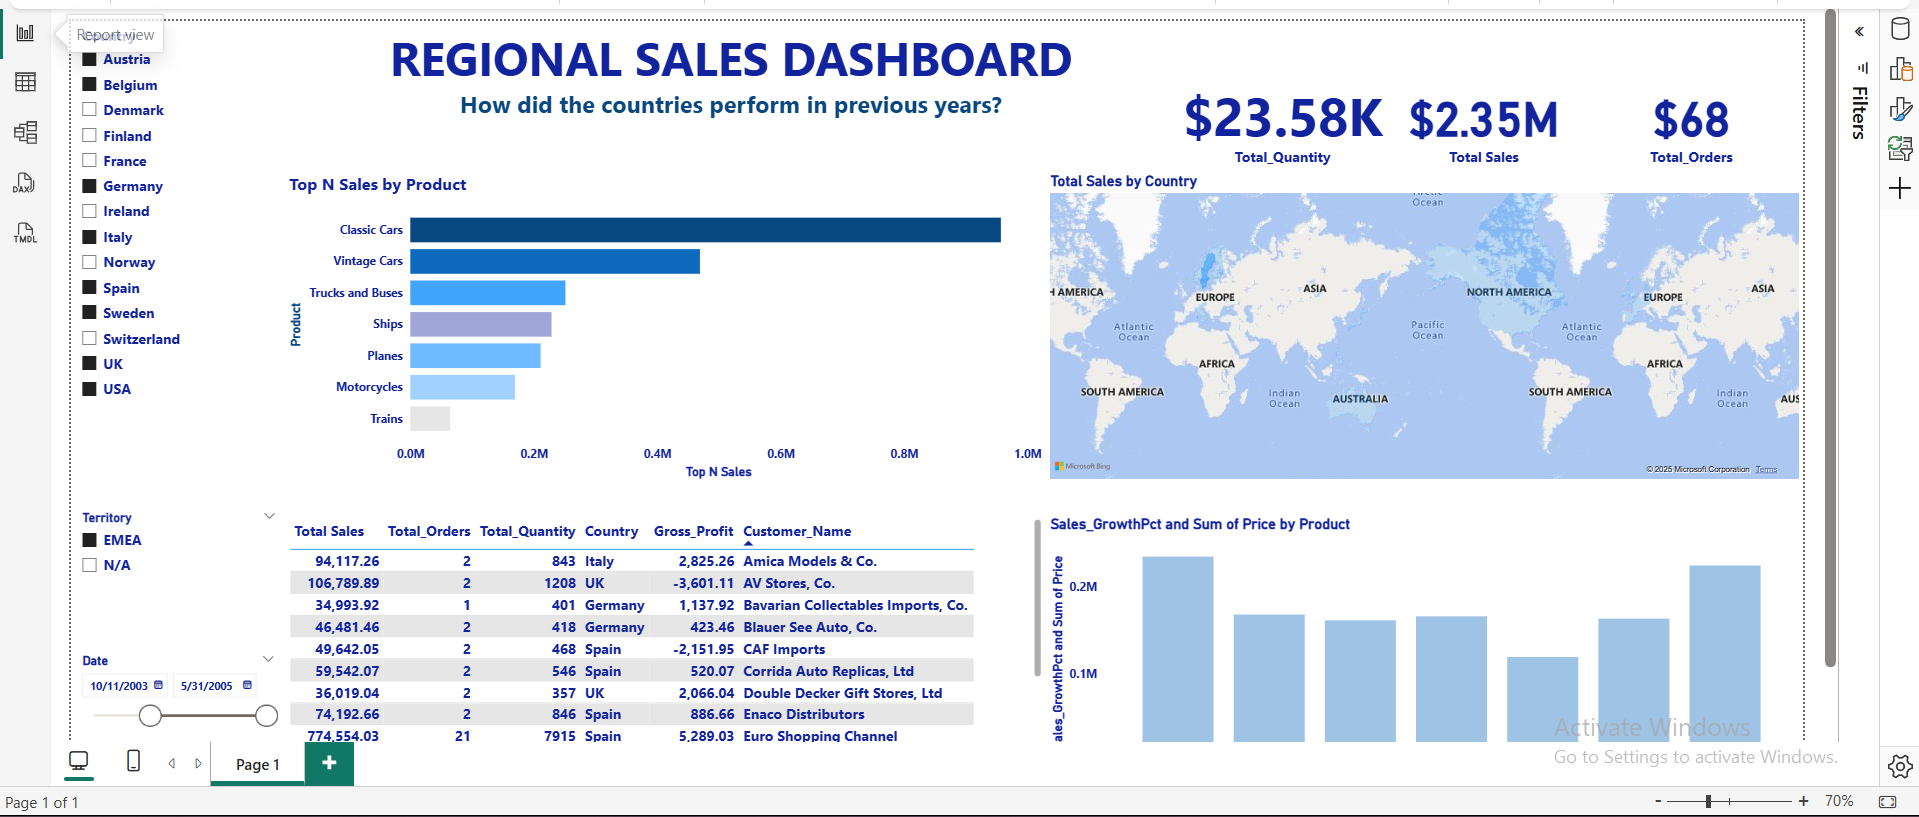 Report view
Austria
Belgium
Denmark
Finland
France
Germany
Ireland
Italy
Norway
Spain
Sweden
Switzerland
UK
USA
REGIONAL SALES DASHBOARD
How did the countries perform in previous years?
$23.58K
Total_Quantity
$2.35M
Total Sales
$68
Total_Orders
Filters
DAX
TMDL
Top N Sales by Product
Product
Classic Cars
Vintage Cars
Trucks and Buses
Ships
Planes
Motorcycles
Trains
0.0M 0.2M 0.4M 0.6M 0.8M 1.0M
Top N Sales
Total Sales by Country
Ocean
H AMERICA
EUROPE
ASIA
NORTH AMERICA
EUROPE
ASIA
Atlantic
Ocean
Pacific
Ocean
Atlantic
Ocean
AFRICA
AFRICA
SOUTH AMERICA
Indian
Ocean
AUSTRALIA
SOUTH AMERICA
Indian
Ocean
AUS
Microsoft Bing
© 2025 Microsoft Corporation Terms
Territory
EMEA
N/A
Date
10/11/2003 5/31/2005
Total Sales Total_Orders Total_Quantity Country Gross_Profit Customer_Name
94,117.26 2 843 Italy 2,825.26 Amica Models & Co.
106,789.89 2 1208 UK -3,601.11 AV Stores, Co.
34,993.92 1 401 Germany 1,137.92 Bavarian Collectables Imports, Co.
46,481.46 2 418 Germany 423.46 Blauer See Auto, Co.
49,642.05 2 468 Spain -2,151.95 CAF Imports
59,542.07 2 546 Spain 520.07 Corrida Auto Replicas, Ltd
36,019.04 2 357 UK 2,066.04 Double Decker Gift Stores, Ltd
74,192.66 2 846 Spain 886.66 Enaco Distributors
774,554.03 21 7915 Spain 5,289.03 Euro Shopping Channel
Sales_GrowthPct and Sum of Price by Product
ales_GrowthPct and Sum of Price
0.2M
0.1M
Activate Windows
Go to Settings to activate Windows.
Page 1
+
Page 1 of 1
- + 70%